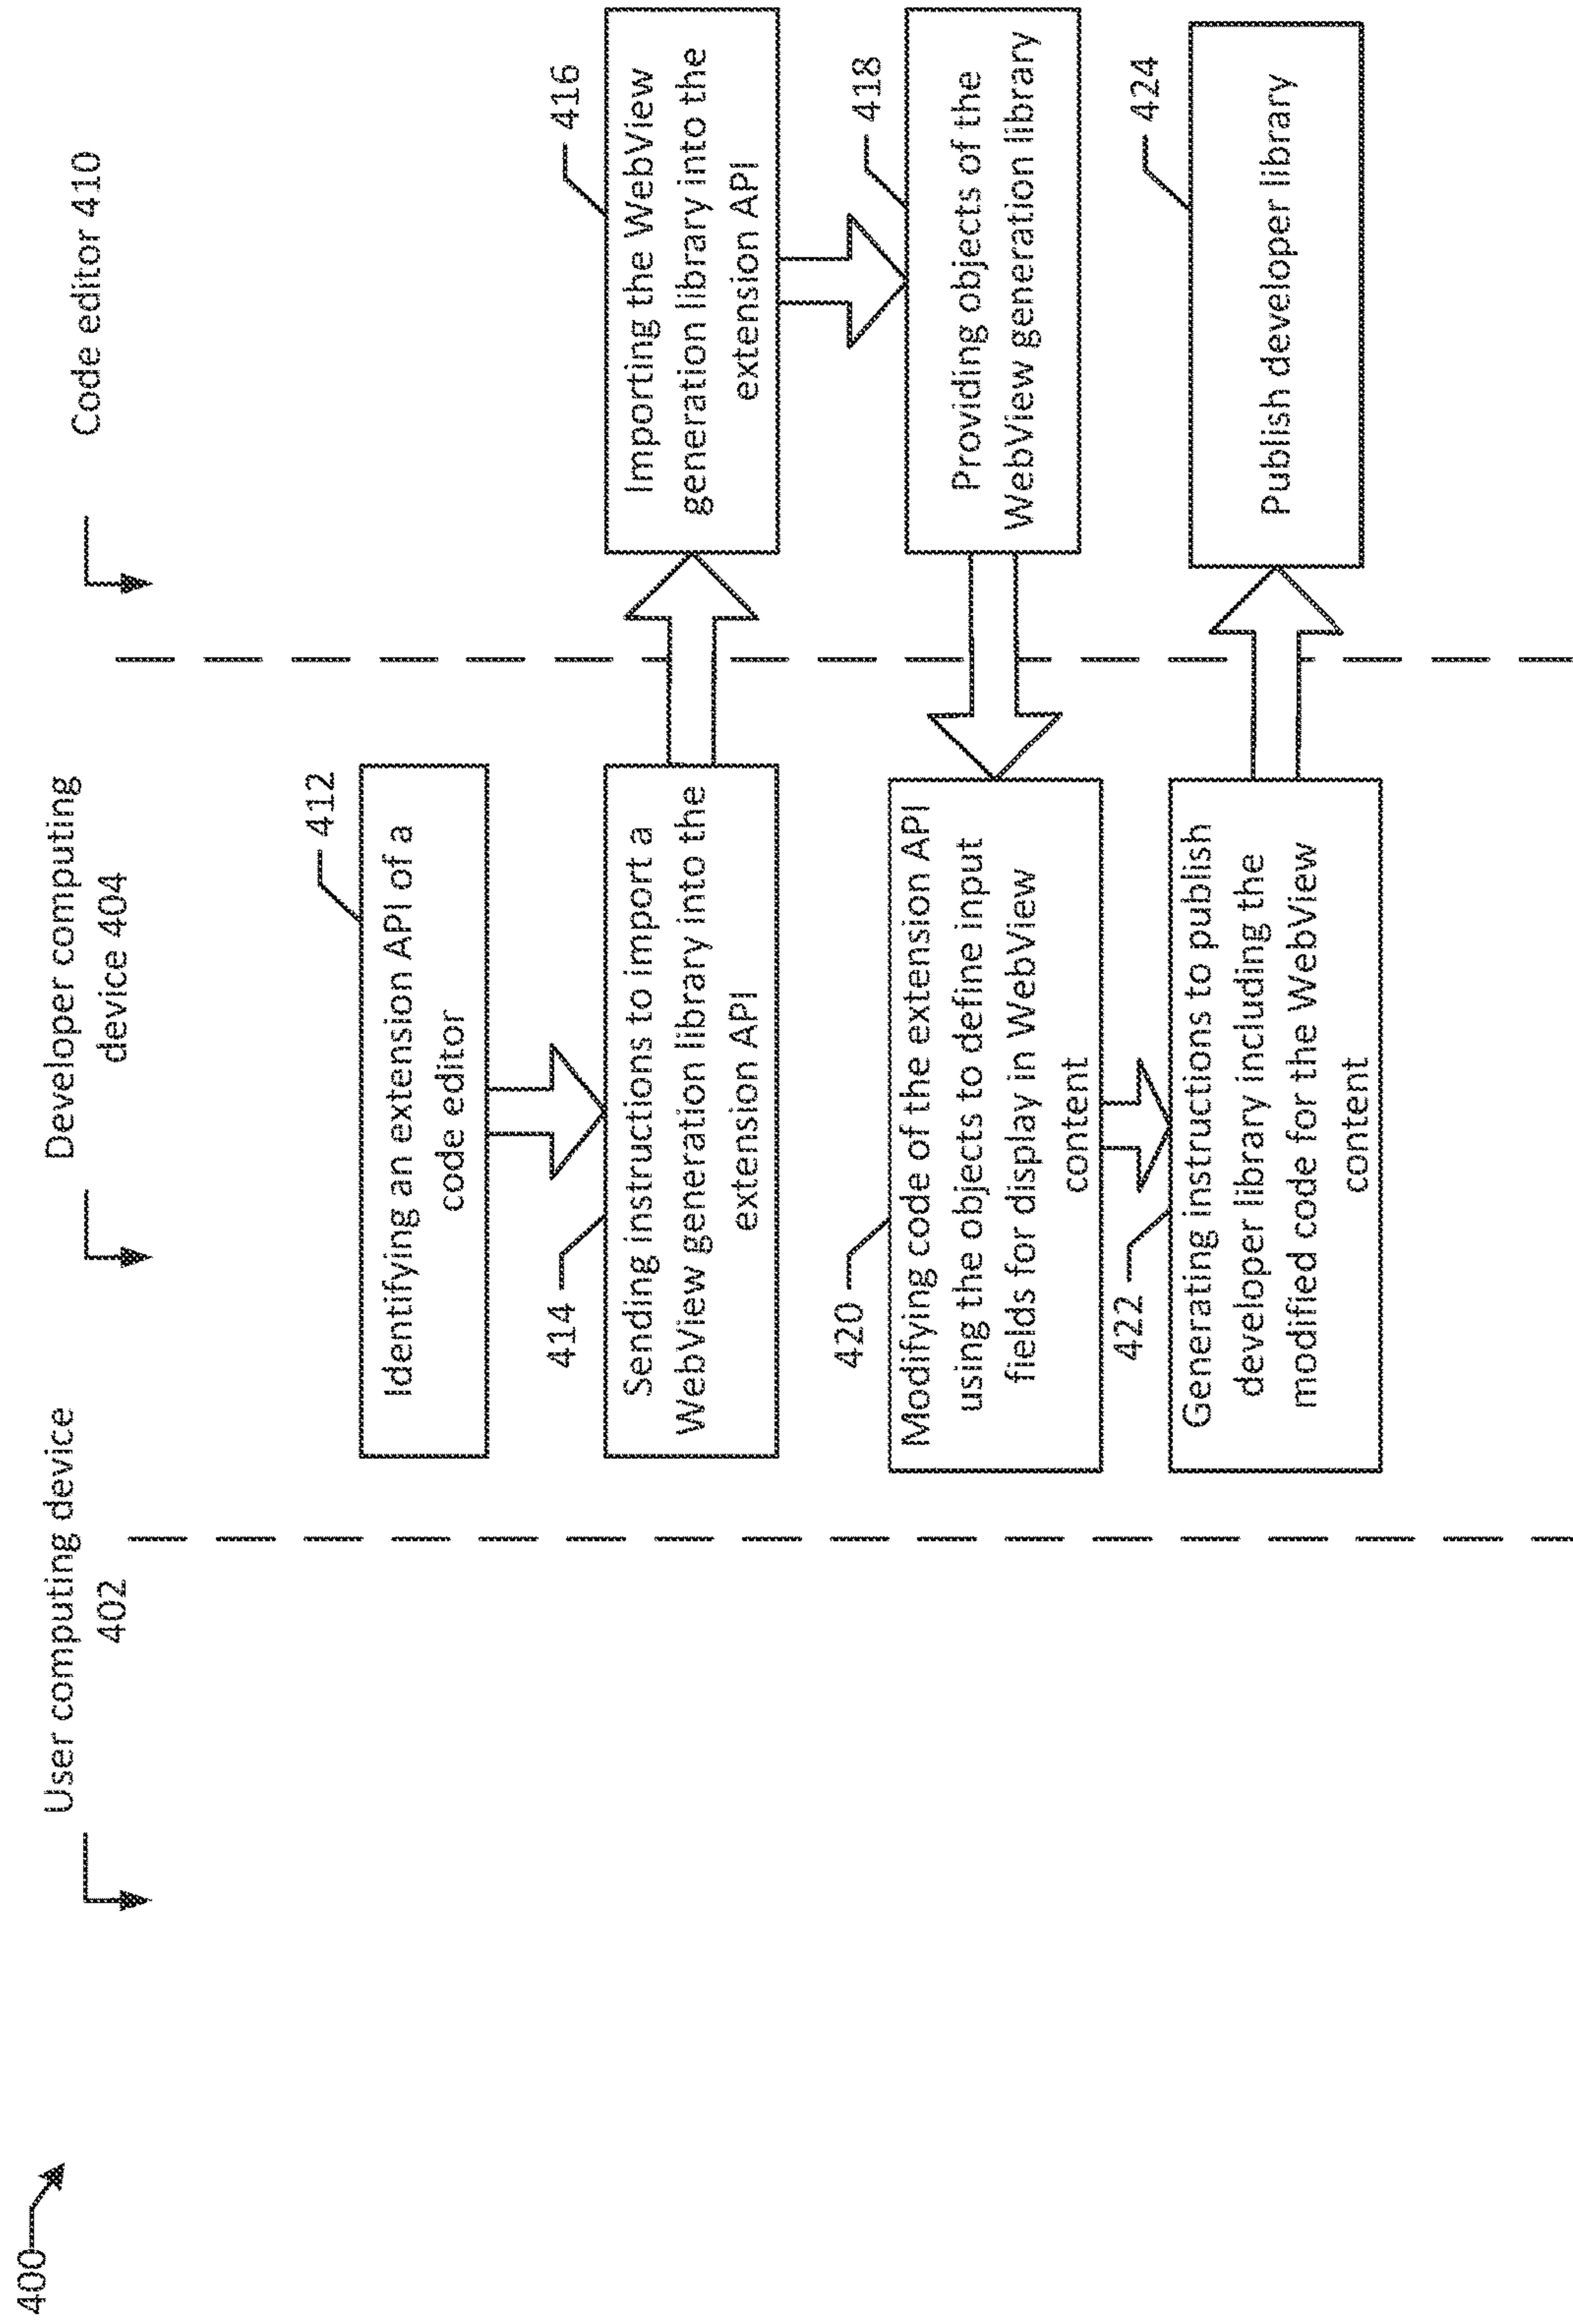 400
User computing device
402
Developer computing
device 404
Code editor 410
412
Identifying an extension API of a
code editor
414
Sending instructions to import a
WebView generation library into the
extension API
416
Importing the WebView
generation library into the
extension API
418
Providing objects of the
WebView generation library
420
Modifying code of the extension API
using the objects to define input
fields for display in WebView
content
422
Generating instructions to publish
developer library including the
modified code for the WebView
content
424
Publish developer library